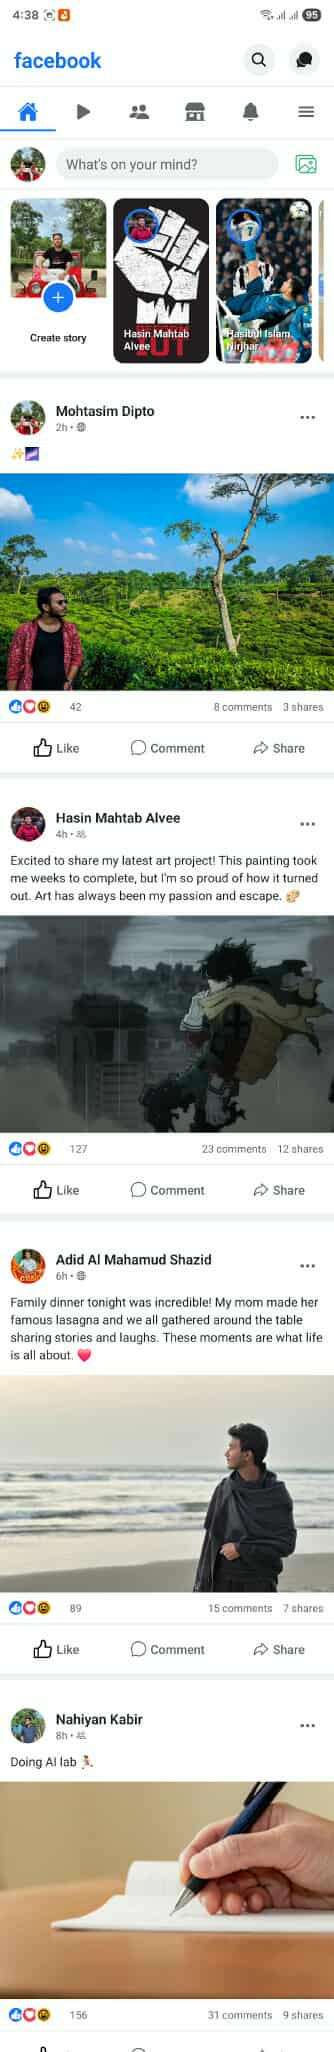 4:38
95
facebook
What's on your mind?
Create story
Hasin Mahtab
Alvee
IUT
7
Hasibul Islam
Nirjhar
Mohtasim Dipto
2h •
✨🌌
42
8 comments 3 shares
Like Comment Share
Hasin Mahtab Alvee
4h •
Excited to share my latest art project! This painting took
me weeks to complete, but I'm so proud of how it turned
out. Art has always been my passion and escape. 🎨
127
23 comments 12 shares
Like Comment Share
Adid Al Mahamud Shazid
6h •
Family dinner tonight was incredible! My mom made her
famous lasagna and we all gathered around the table
sharing stories and laughs. These moments are what life
is all about. ❤️
89
15 comments 7 shares
Like Comment Share
Nahiyan Kabir
8h •
Doing AI lab 🏃
156
31 comments 9 shares